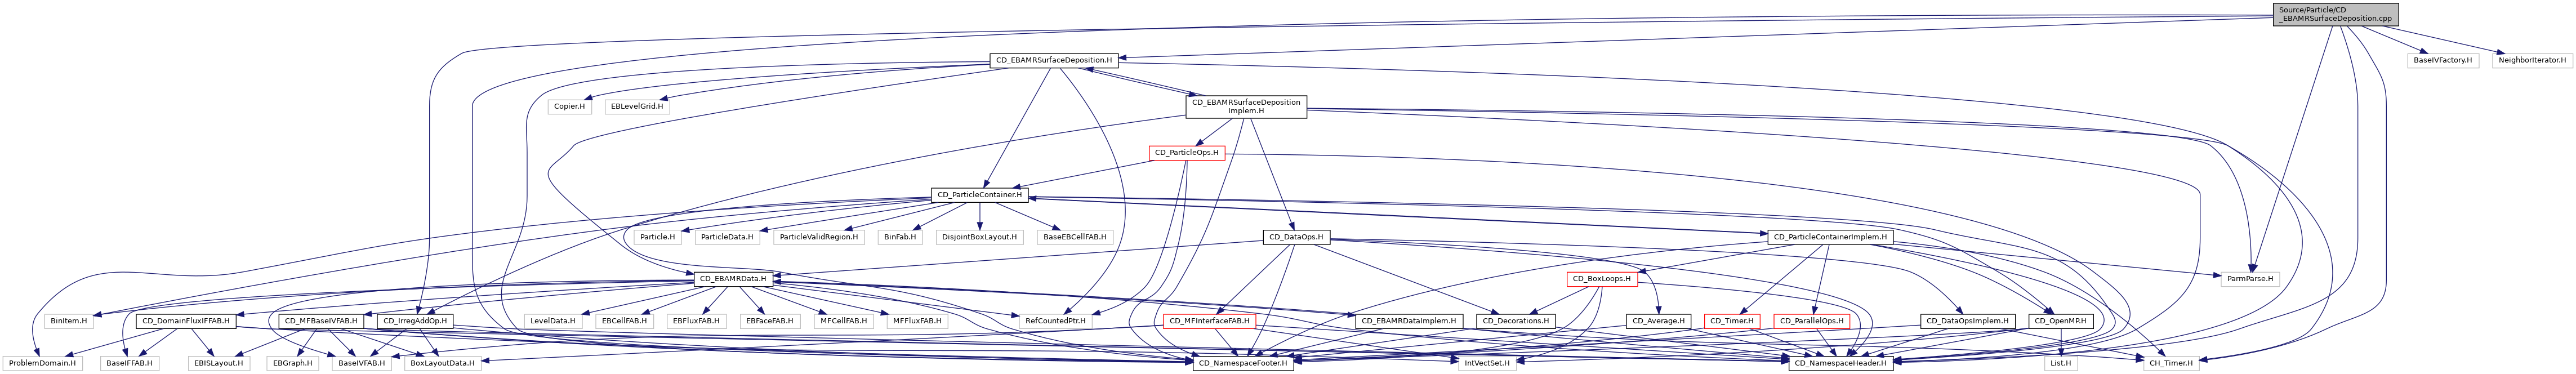 Source/Particle/CD
_EBAMRSurfaceDeposition.cpp
CD_EBAMRSurfaceDeposition.H
BaseIVFactory.H
NeighborIterator.H
Copier.H
EBLevelGrid.H
CD_EBAMRSurfaceDeposition
Implem.H
CD_ParticleOps.H
CD_ParticleContainer.H
Particle.H
ParticleData.H
ParticleValidRegion.H
BinFab.H
DisjointBoxLayout.H
BaseEBCellFAB.H
CD_DataOps.H
CD_ParticleContainerImplem.H
CD_EBAMRData.H
CD_BoxLoops.H
ParmParse.H
BinItem.H
CD_DomainFluxIFFAB.H
CD_MFBaseIVFAB.H
CD_IrregAddOp.H
LevelData.H
EBCellFAB.H
EBFluxFAB.H
EBFaceFAB.H
MFCellFAB.H
MFFluxFAB.H
RefCountedPtr.H
CD_MFInterfaceFAB.H
CD_EBAMRDataImplem.H
CD_Decorations.H
CD_Average.H
CD_Timer.H
CD_ParallelOps.H
CD_DataOpsImplem.H
CD_OpenMP.H
ProblemDomain.H
BaseIFFAB.H
EBISLayout.H
EBGraph.H
BaseIVFAB.H
BoxLayoutData.H
CD_NamespaceFooter.H
IntVectSet.H
CD_NamespaceHeader.H
List.H
CH_Timer.H